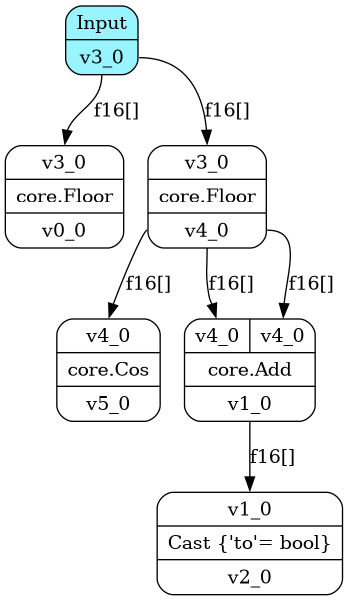 Input
v3_0
f16[] f16[]
v3_0 v3_0
core.Floor core.Floor
v0_0 v4_0
f16[] f16[] f16[]
v4_0 v4_0 v4_0
core.Cos core.Add
v5_0 v1_0
f16[]
v1_0
Cast {'to'= bool}
v2_0